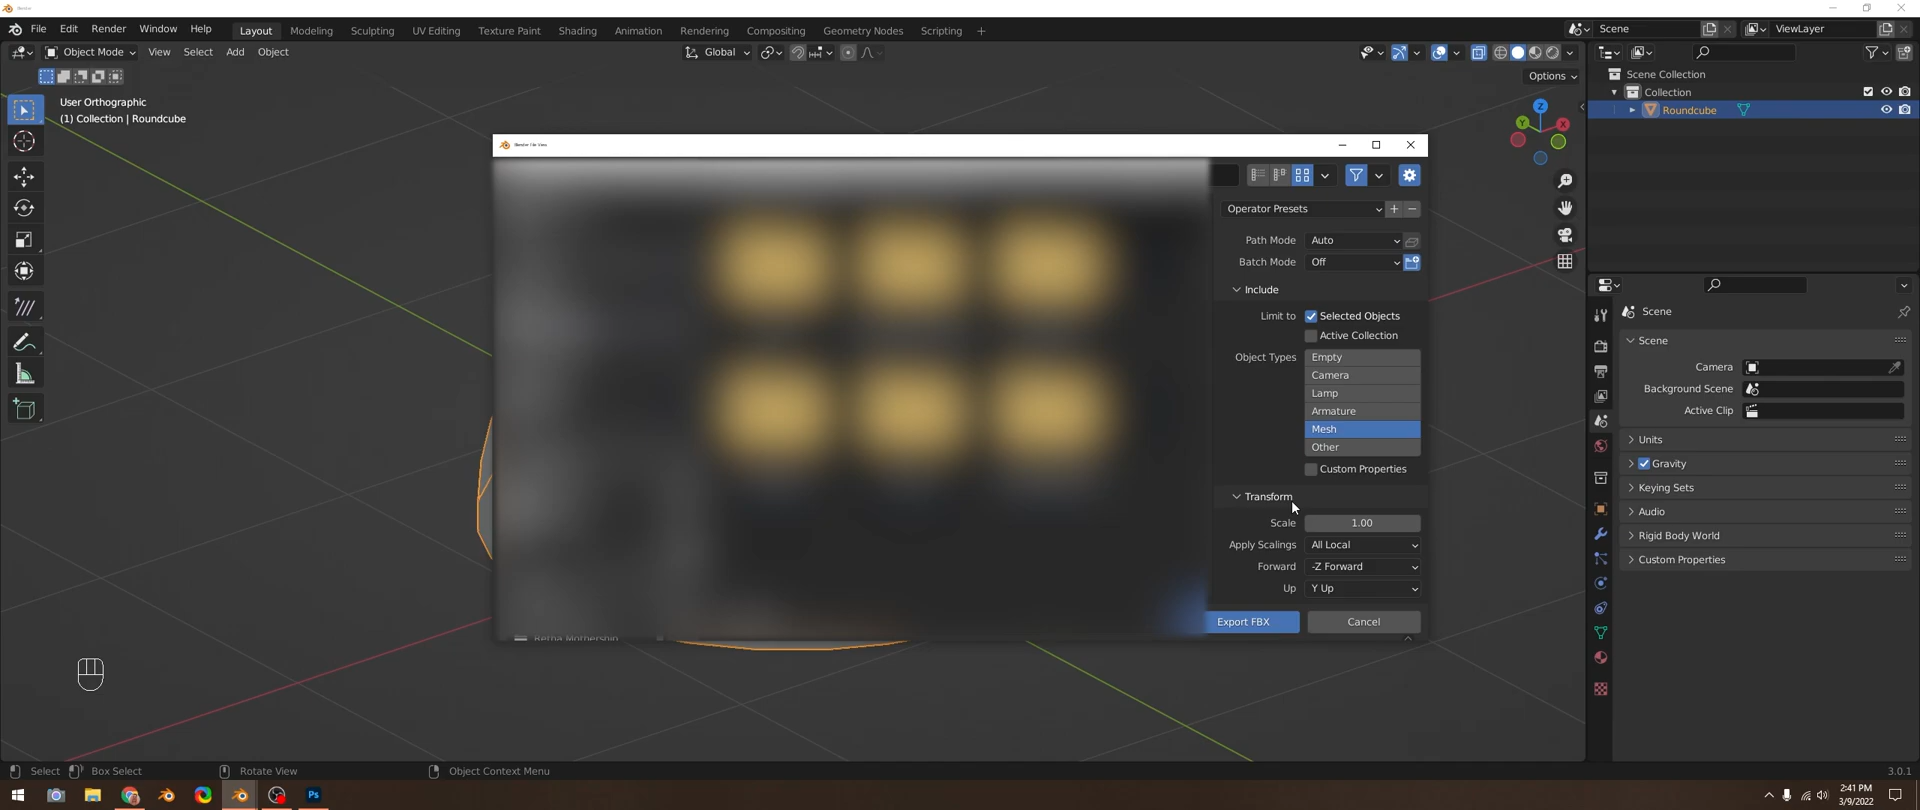 Blender
File Edit Render Window Help Layout Modeling Sculpting UV Editing Texture Paint Shading Animation Rendering Compositing Geometry Nodes Scripting + Scene ViewLayer
Object Mode View Select Add Object Global
Options
User Orthographic
(1) Collection | Roundcube
Scene Collection
Collection
Roundcube
Z
Y X
Blender File View
Operator Presets
Path Mode Auto
Batch Mode Off
Include
Limit to Selected Objects
Active Collection
Object Types Empty
Camera
Lamp
Armature
Mesh
Other
Custom Properties
Transform
Scale 1.00
Apply Scalings All Local
Forward -Z Forward
Up Y Up
Export FBX Cancel
Scene
Scene
Camera
Background Scene
Active Clip
Units
Gravity
Keying Sets
Audio
Rigid Body World
Custom Properties
Select Box Select Rotate View Object Context Menu 3.0.1
Ps
2:41 PM
3/9/2022